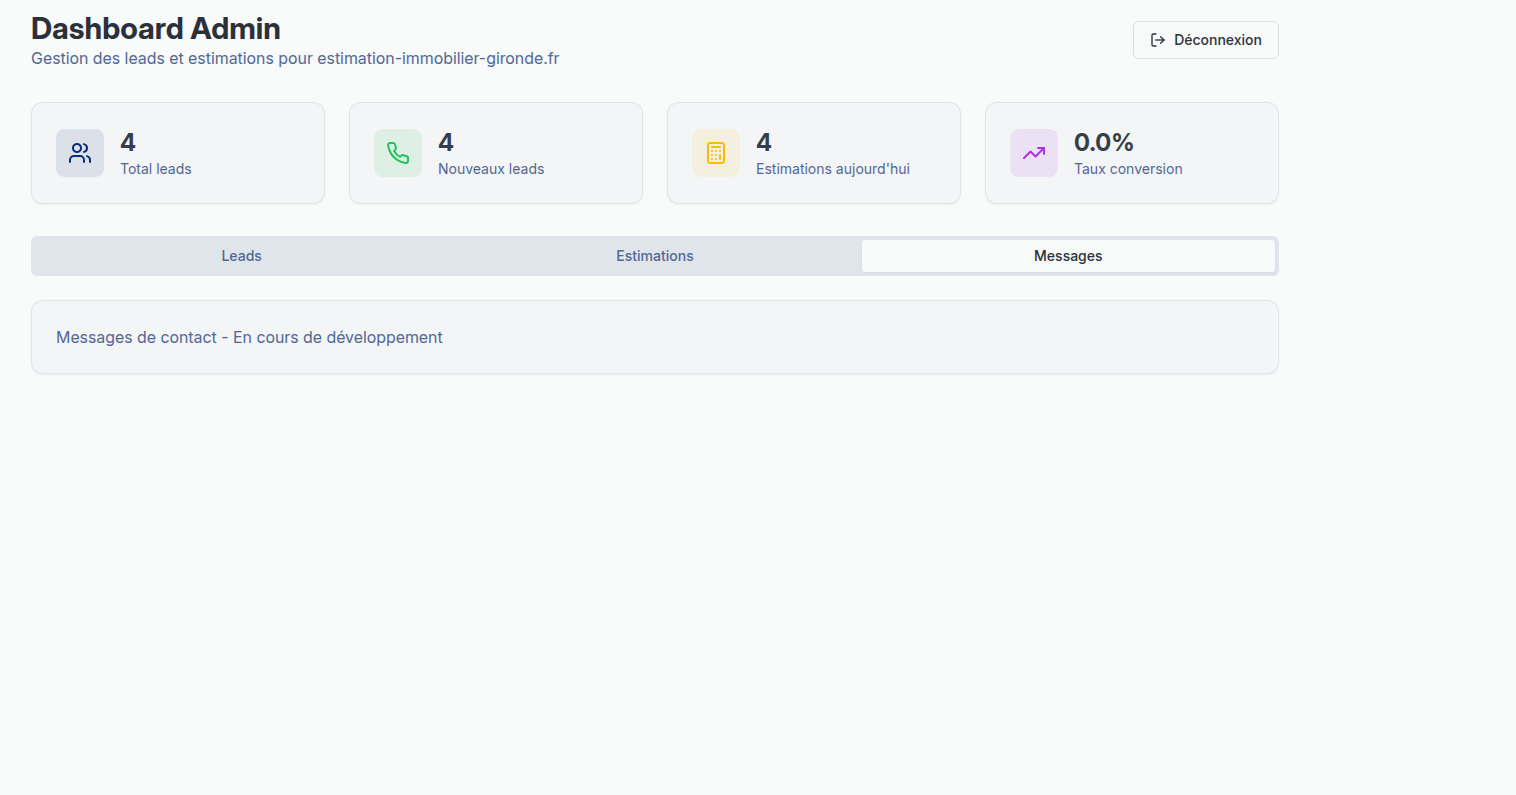 Dashboard Admin
Gestion des leads et estimations pour estimation-immobilier-gironde.fr
Déconnexion
4
Total leads
4
Nouveaux leads
4
Estimations aujourd'hui
0.0%
Taux conversion
Leads
Estimations
Messages
Messages de contact - En cours de développement